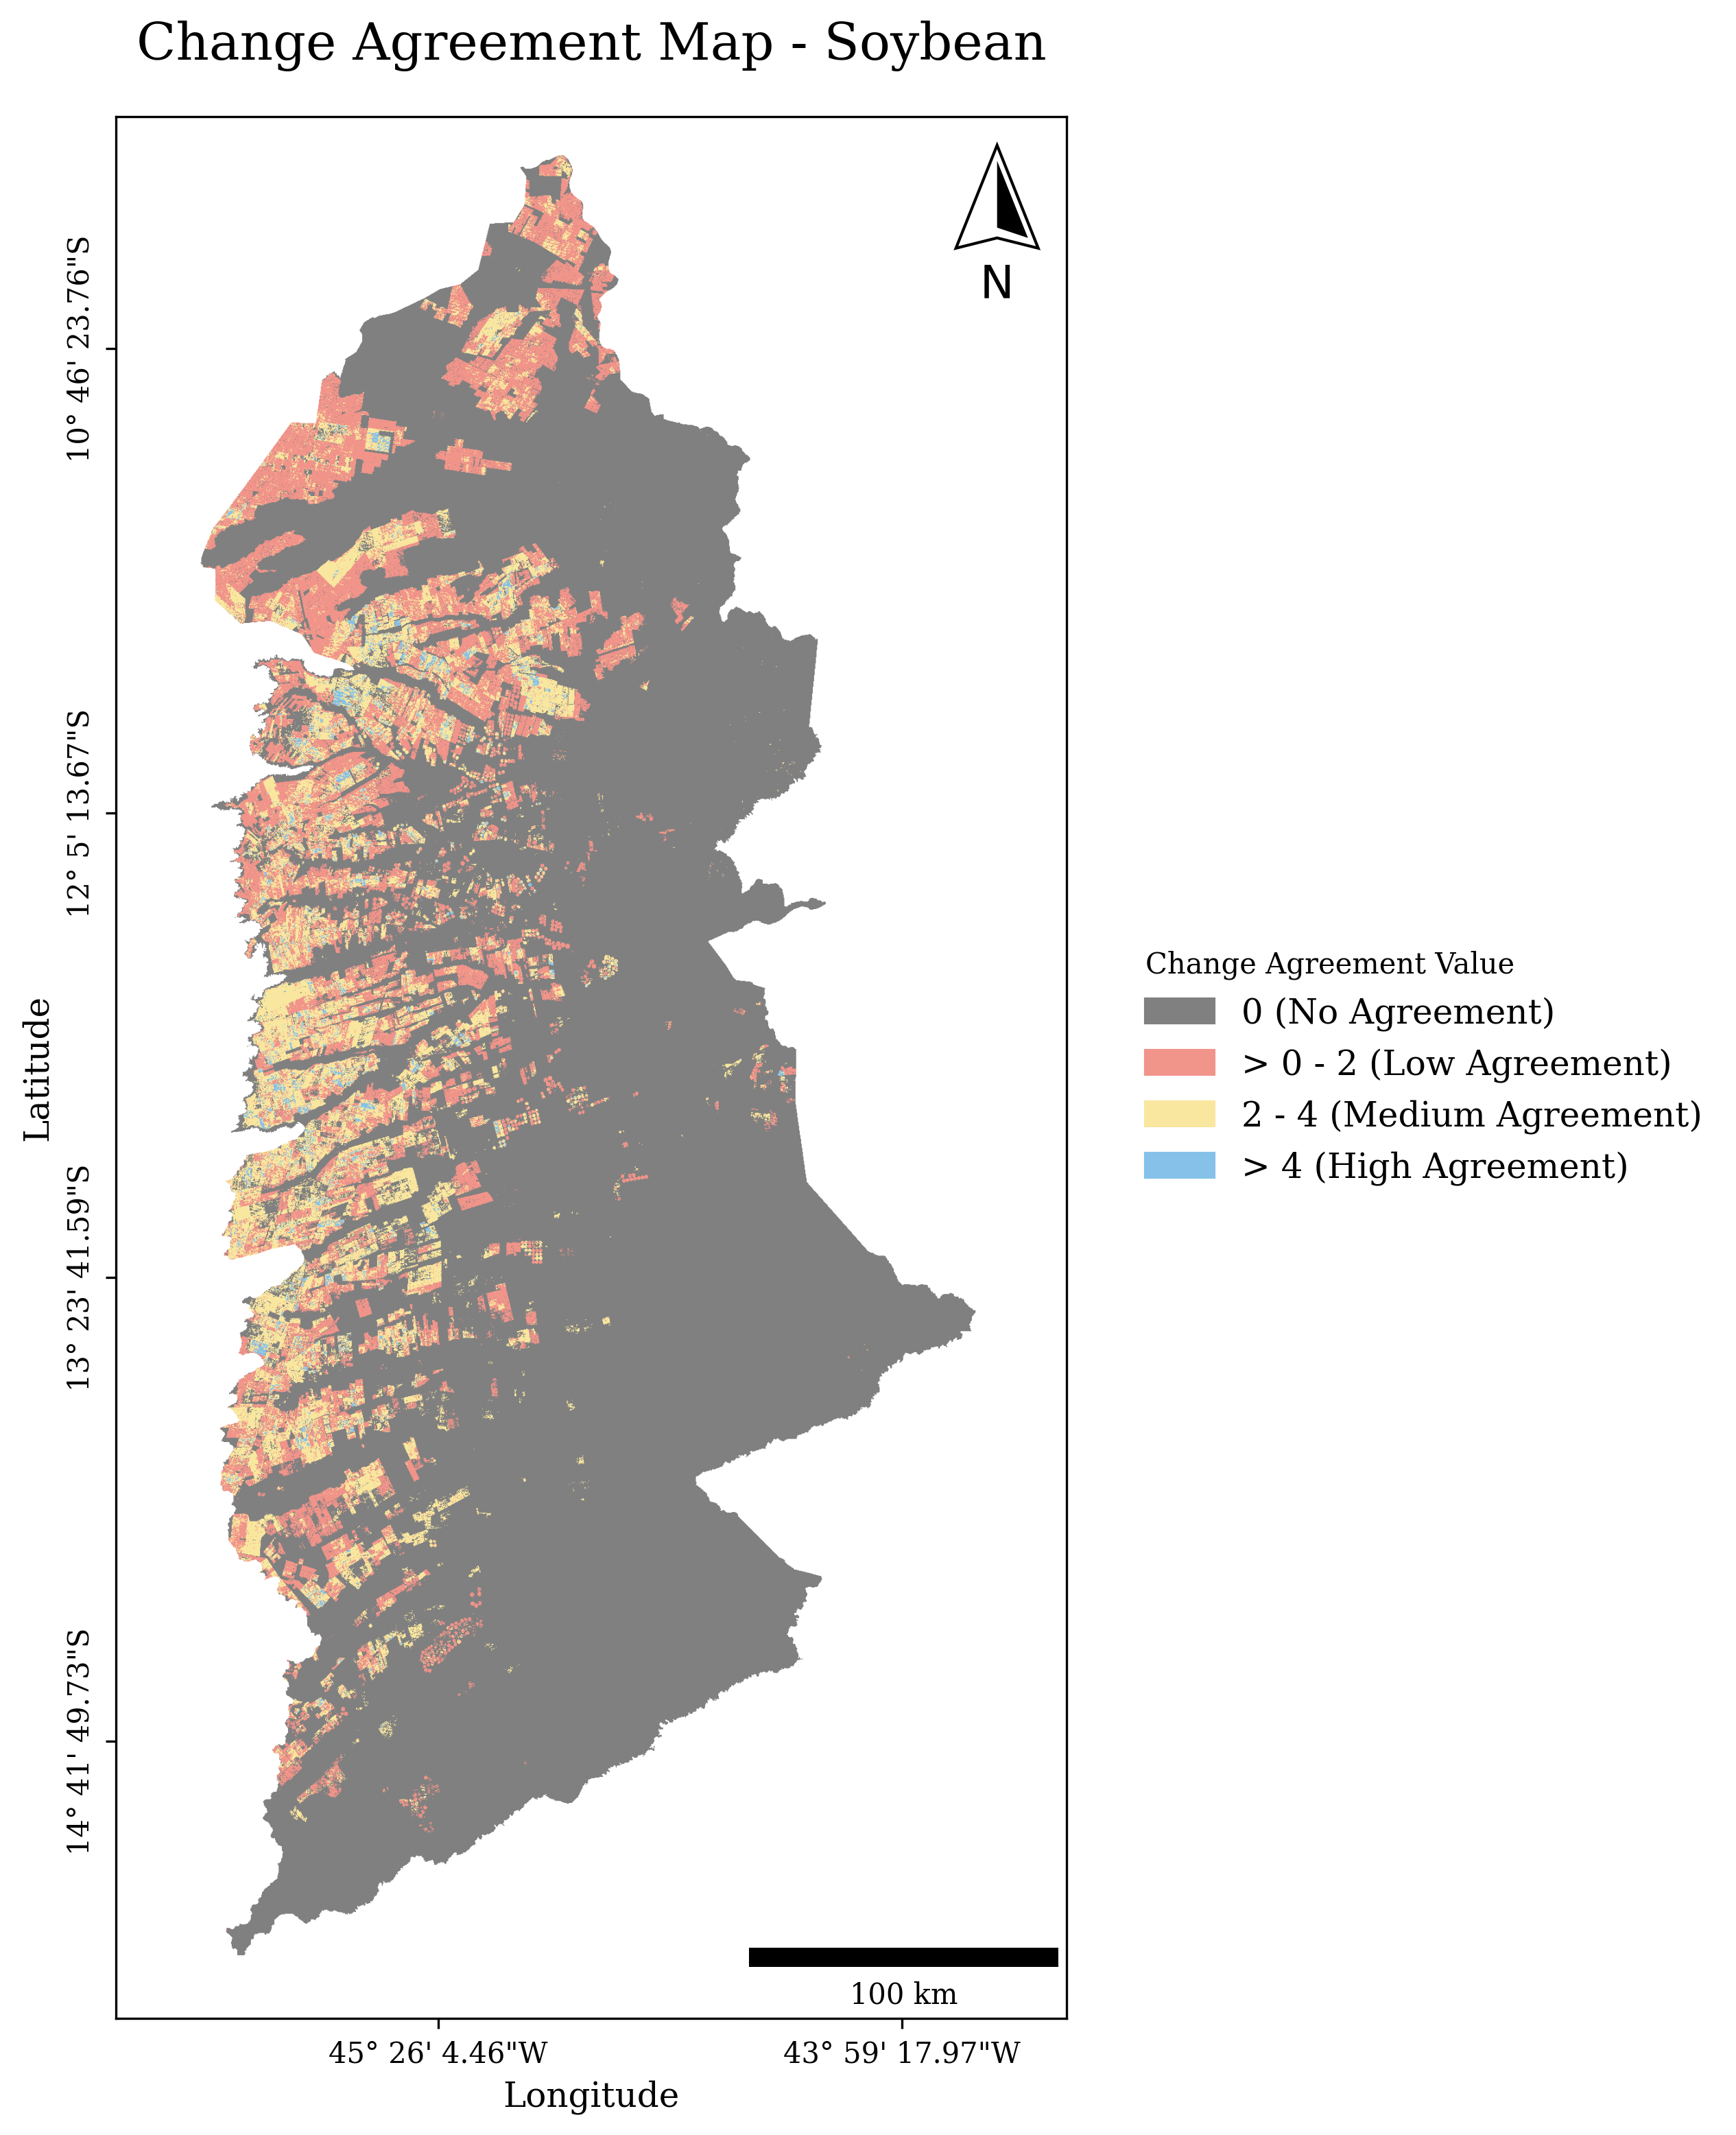 Change Agreement Map - Soybean
N
10° 46' 23.76"S
12° 5' 13.67"S
13° 23' 41.59"S
14° 41' 49.73"S
Latitude
100 km
45° 26' 4.46"W
43° 59' 17.97"W
Longitude
Change Agreement Value
0 (No Agreement)
> 0 - 2 (Low Agreement)
2 - 4 (Medium Agreement)
> 4 (High Agreement)